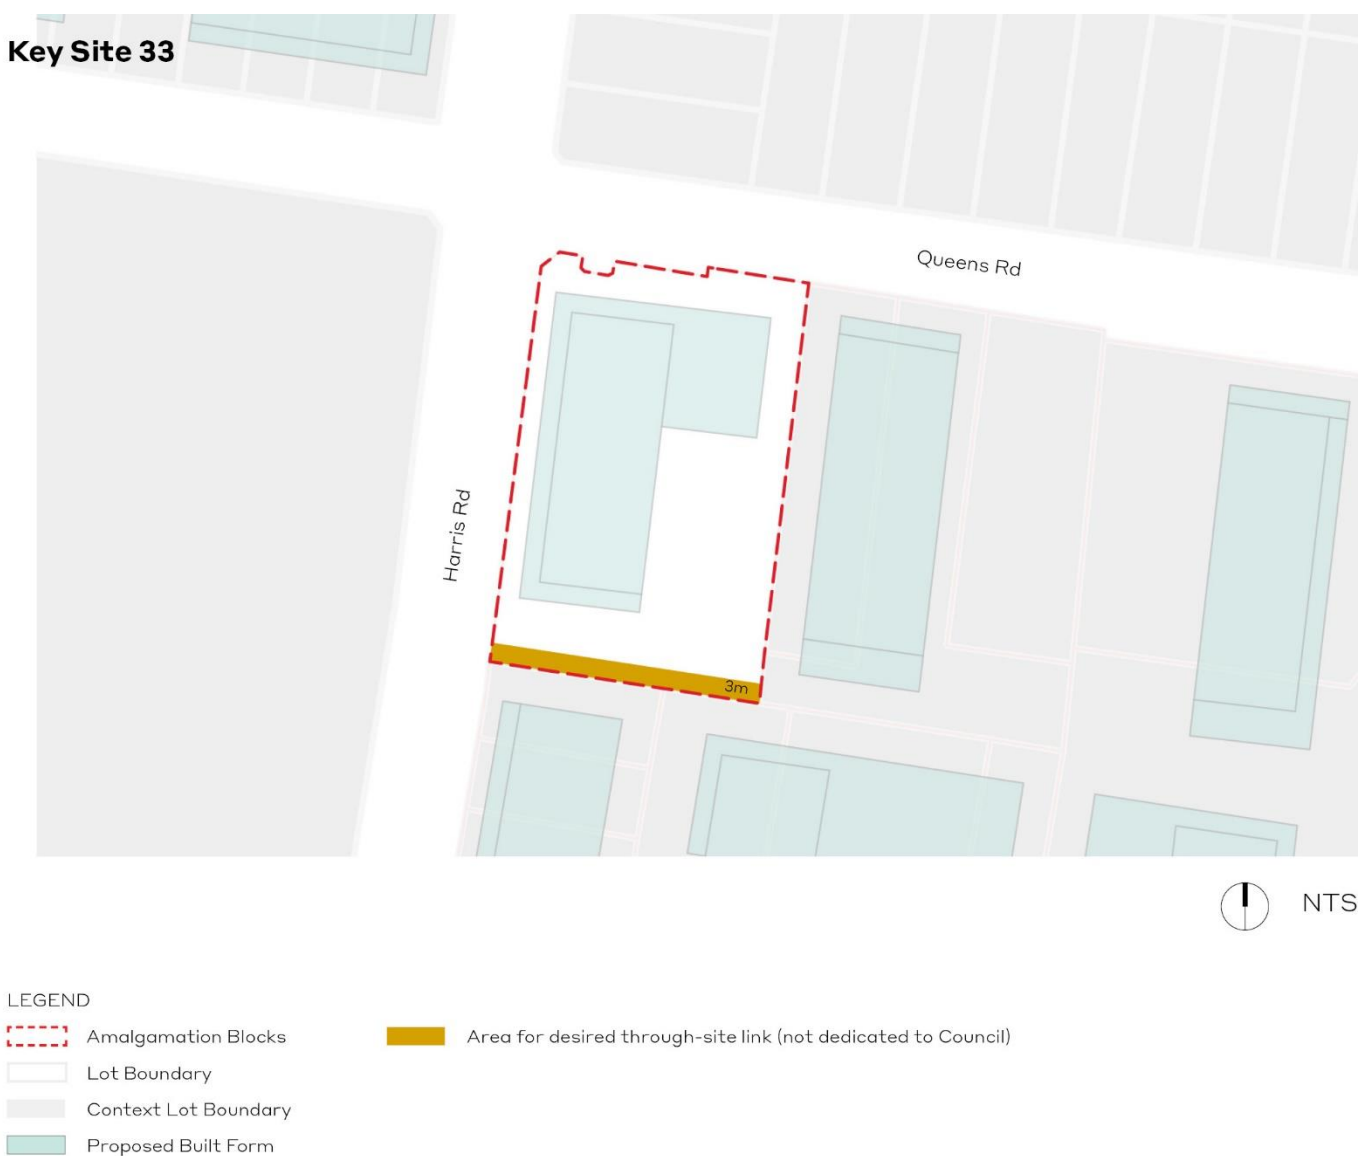 Key Site 33
Queens Rd
Harris Rd
3m
NTS
LEGEND
Amalgamation Blocks
Area for desired through-site link (not dedicated to Council)
Lot Boundary
Context Lot Boundary
Proposed Built Form